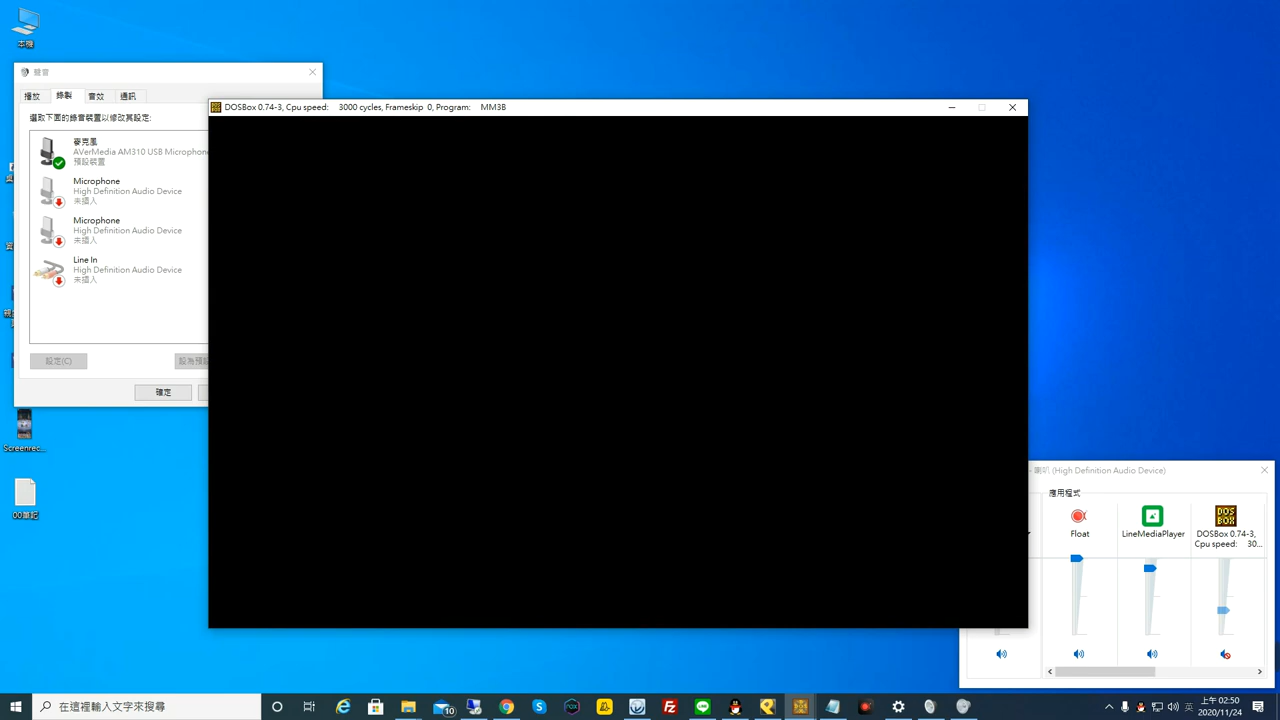 本機
聲音
播放
錄製
音效
通訊
選取下面的錄音裝置以修改其設定:
麥克風
AVerMedia AM310 USB Microphone
預設裝置
Microphone
High Definition Audio Device
未插入
Microphone
High Definition Audio Device
未插入
Line In
High Definition Audio Device
未插入
設定(C)
設為預設
確定
DOSBox 0.74-3, Cpu speed: 3000 cycles, Frameskip 0, Program: MM3B
Screenrec...
00筆記
喇叭 (High Definition Audio Device)
應用程式
Float
LineMediaPlayer
DOSBox 0.74-3,
Cpu speed: 30...
在這裡輸入文字來搜尋
10
上午 02:50
2020/11/24